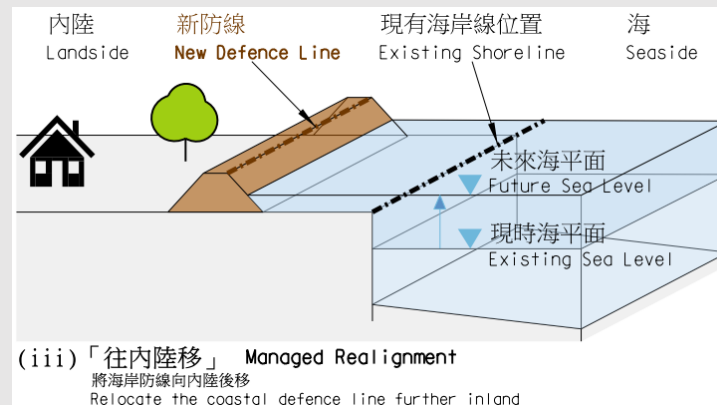 內陸 新防線 現有海岸線位置 海
Landside New Defence Line Existing Shoreline Seaside
未來海平面
Future Sea Level
現時海平面
Existing Sea Level
(iii)「往內陸移」 Managed Realignment
將海岸防線向內陸後移
Relocate the coastal defence line further inland